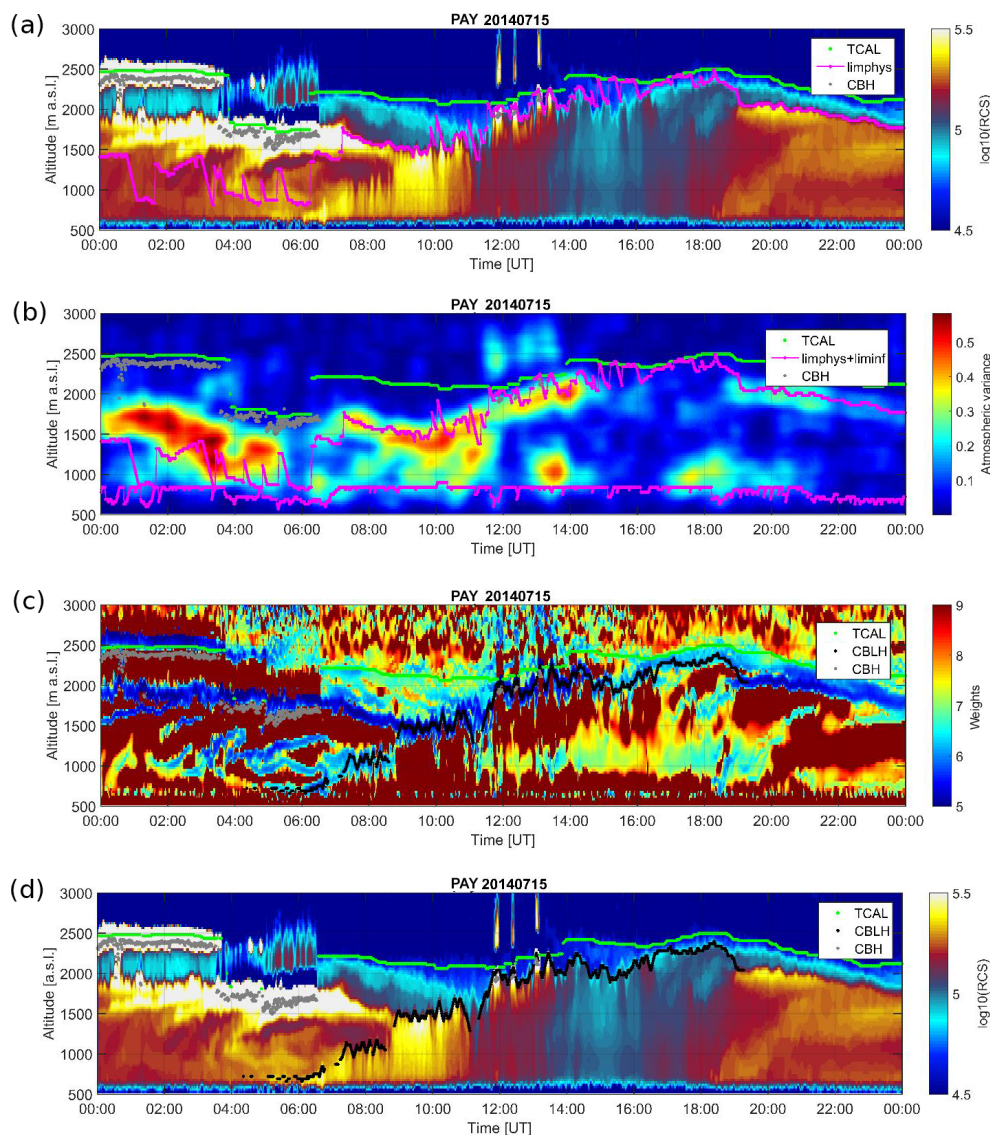 (a)
PAY 20140715
3000
2500
2000
1500
1000
500
Altitude [m a.s.l.]
TCAL
limphys
CBH
5.5
5
4.5
log10(RCS)
00:00 02:00 04:00 06:00 08:00 10:00 12:00 14:00 16:00 18:00 20:00 22:00 00:00
Time [UT]
(b)
PAY 20140715
3000
2500
2000
1500
1000
500
Altitude [m a.s.l.]
TCAL
limphys+liminf
CBH
0.5
0.4
0.3
0.2
0.1
Atmospheric variance
00:00 02:00 04:00 06:00 08:00 10:00 12:00 14:00 16:00 18:00 20:00 22:00 00:00
Time [UT]
(c)
PAY 20140715
3000
2500
2000
1500
1000
500
Altitude [m a.s.l.]
TCAL
CBLH
CBH
9
8
7
6
5
Weights
00:00 02:00 04:00 06:00 08:00 10:00 12:00 14:00 16:00 18:00 20:00 22:00 00:00
Time [UT]
(d)
PAY 20140715
3000
2500
2000
1500
1000
500
Altitude [a.s.l.]
TCAL
CBLH
CBH
5.5
5
4.5
log10(RCS)
00:00 02:00 04:00 06:00 08:00 10:00 12:00 14:00 16:00 18:00 20:00 22:00 00:00
Time [UT]